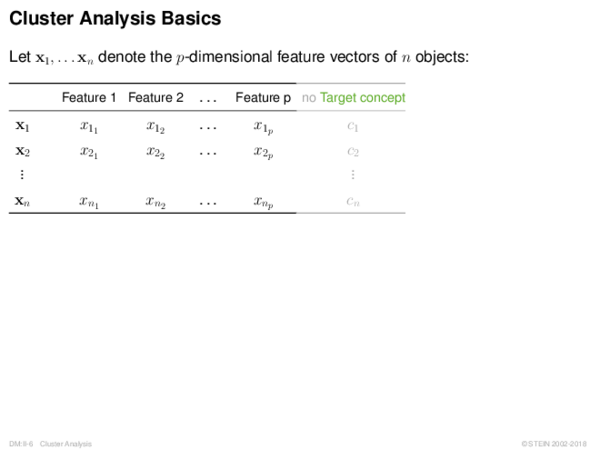 Cluster Analysis Basics
Let x₁, . . . xₙ denote the p-dimensional feature vectors of n objects:
Feature 1 Feature 2 . . . Feature p no Target concept
x₁ x₁₁ x₁₂ . . . x₁ₚ c₁
x₂ x₂₁ x₂₂ . . . x₂ₚ c₂
⋮ ⋮
xₙ xₙ₁ xₙ₂ . . . xₙₚ cₙ
DM:II-6 Cluster Analysis © STEIN 2002-2018